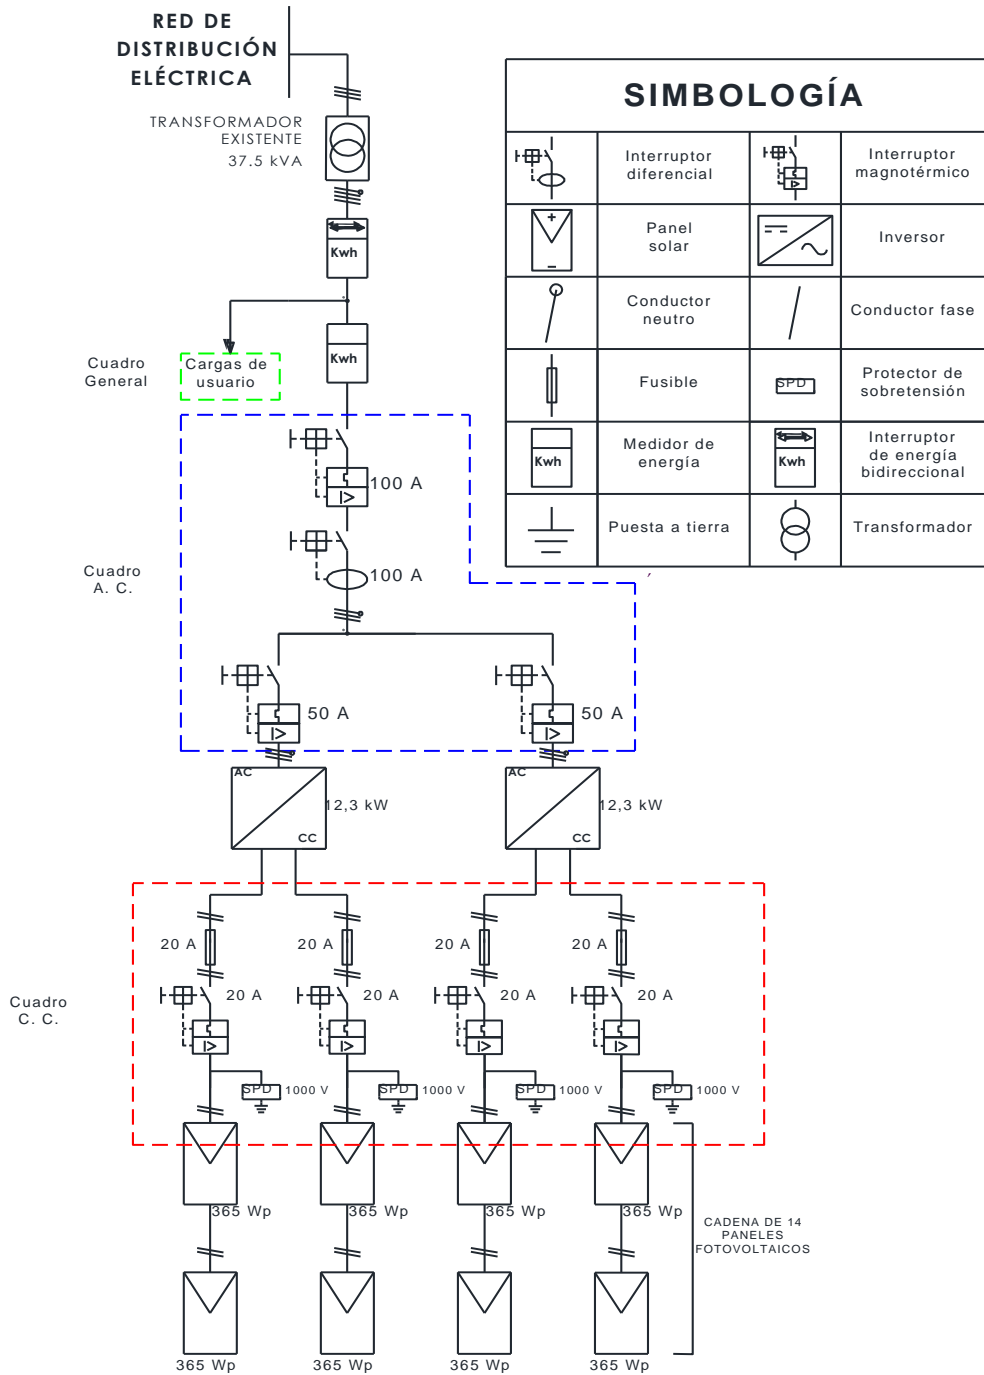 RED DE
DISTRIBUCIÓN
ELÉCTRICA
TRANSFORMADOR
EXISTENTE
37.5 kVA
Kwh
Kwh
Cuadro
General
Cargas de
usuario
100 A
100 A
Cuadro
A. C.
50 A
50 A
AC
CC
12,3 kW
AC
CC
12,3 kW
20 A
20 A
20 A
20 A
Cuadro
C. C.
20 A
20 A
20 A
20 A
SPD
1000 V
SPD
1000 V
SPD
1000 V
SPD
1000 V
365 Wp
365 Wp
365 Wp
365 Wp
CADENA DE 14
PANELES
FOTOVOLTAICOS
365 Wp
365 Wp
365 Wp
365 Wp
SIMBOLOGÍA
Interruptor
diferencial
Interruptor
magnotérmico
Panel
solar
Inversor
Conductor
neutro
Conductor fase
Fusible
SPD
Protector de
sobretensión
Kwh
Medidor de
energía
Kwh
Interruptor
de energía
bidireccional
Puesta a tierra
Transformador